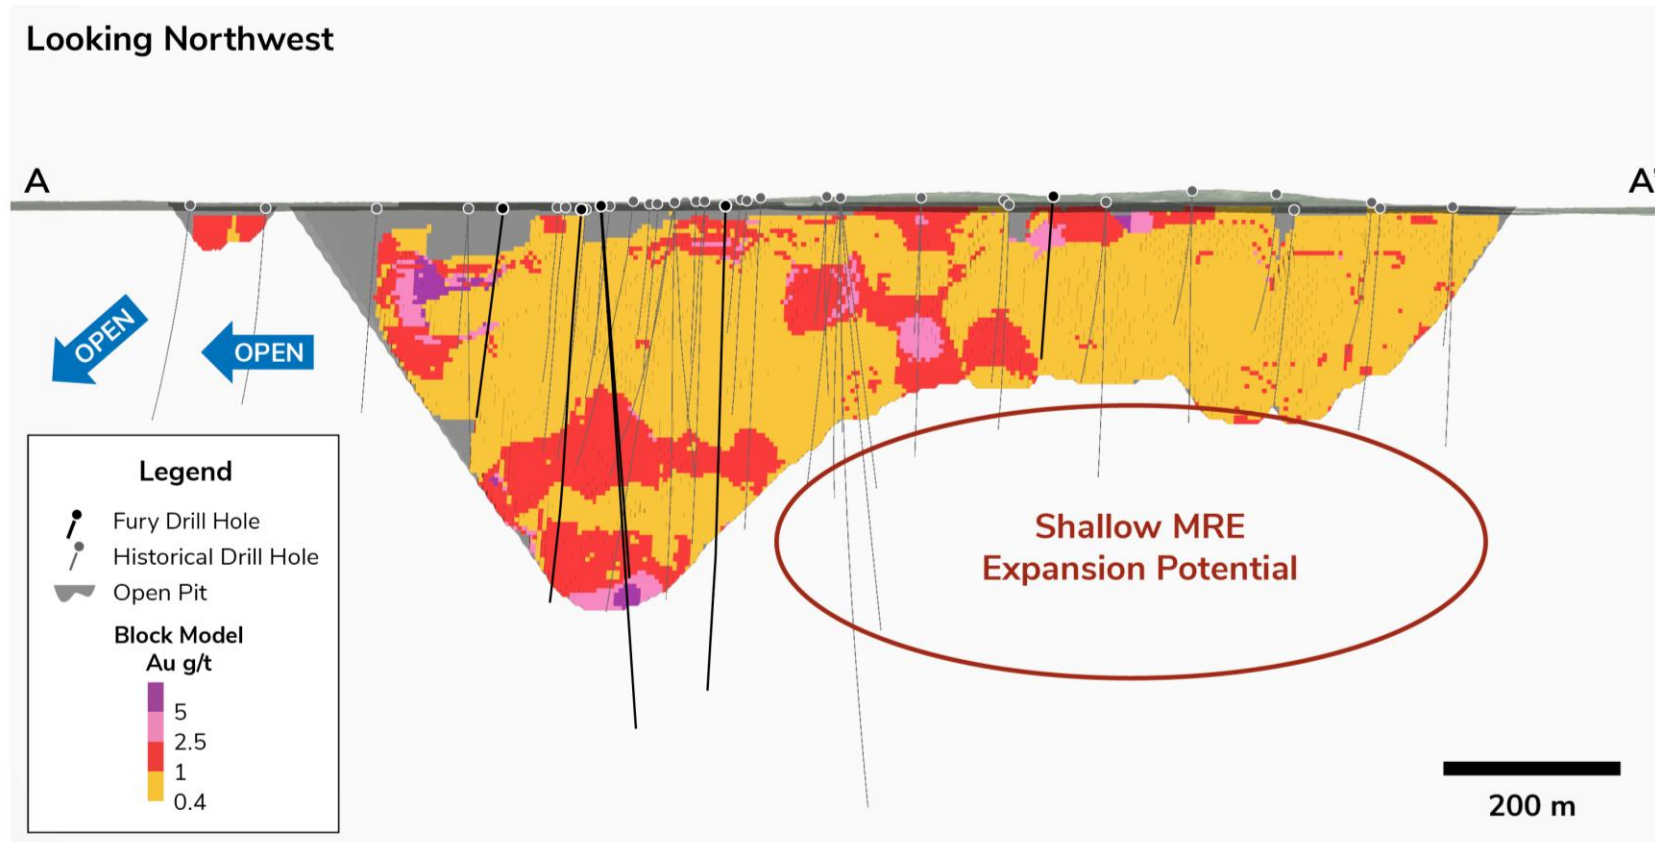 Looking Northwest
A
A'
OPEN
OPEN
Legend
Fury Drill Hole
Historical Drill Hole
Open Pit
Block Model
Au g/t
5
2.5
1
0.4
Shallow MRE
Expansion Potential
200 m